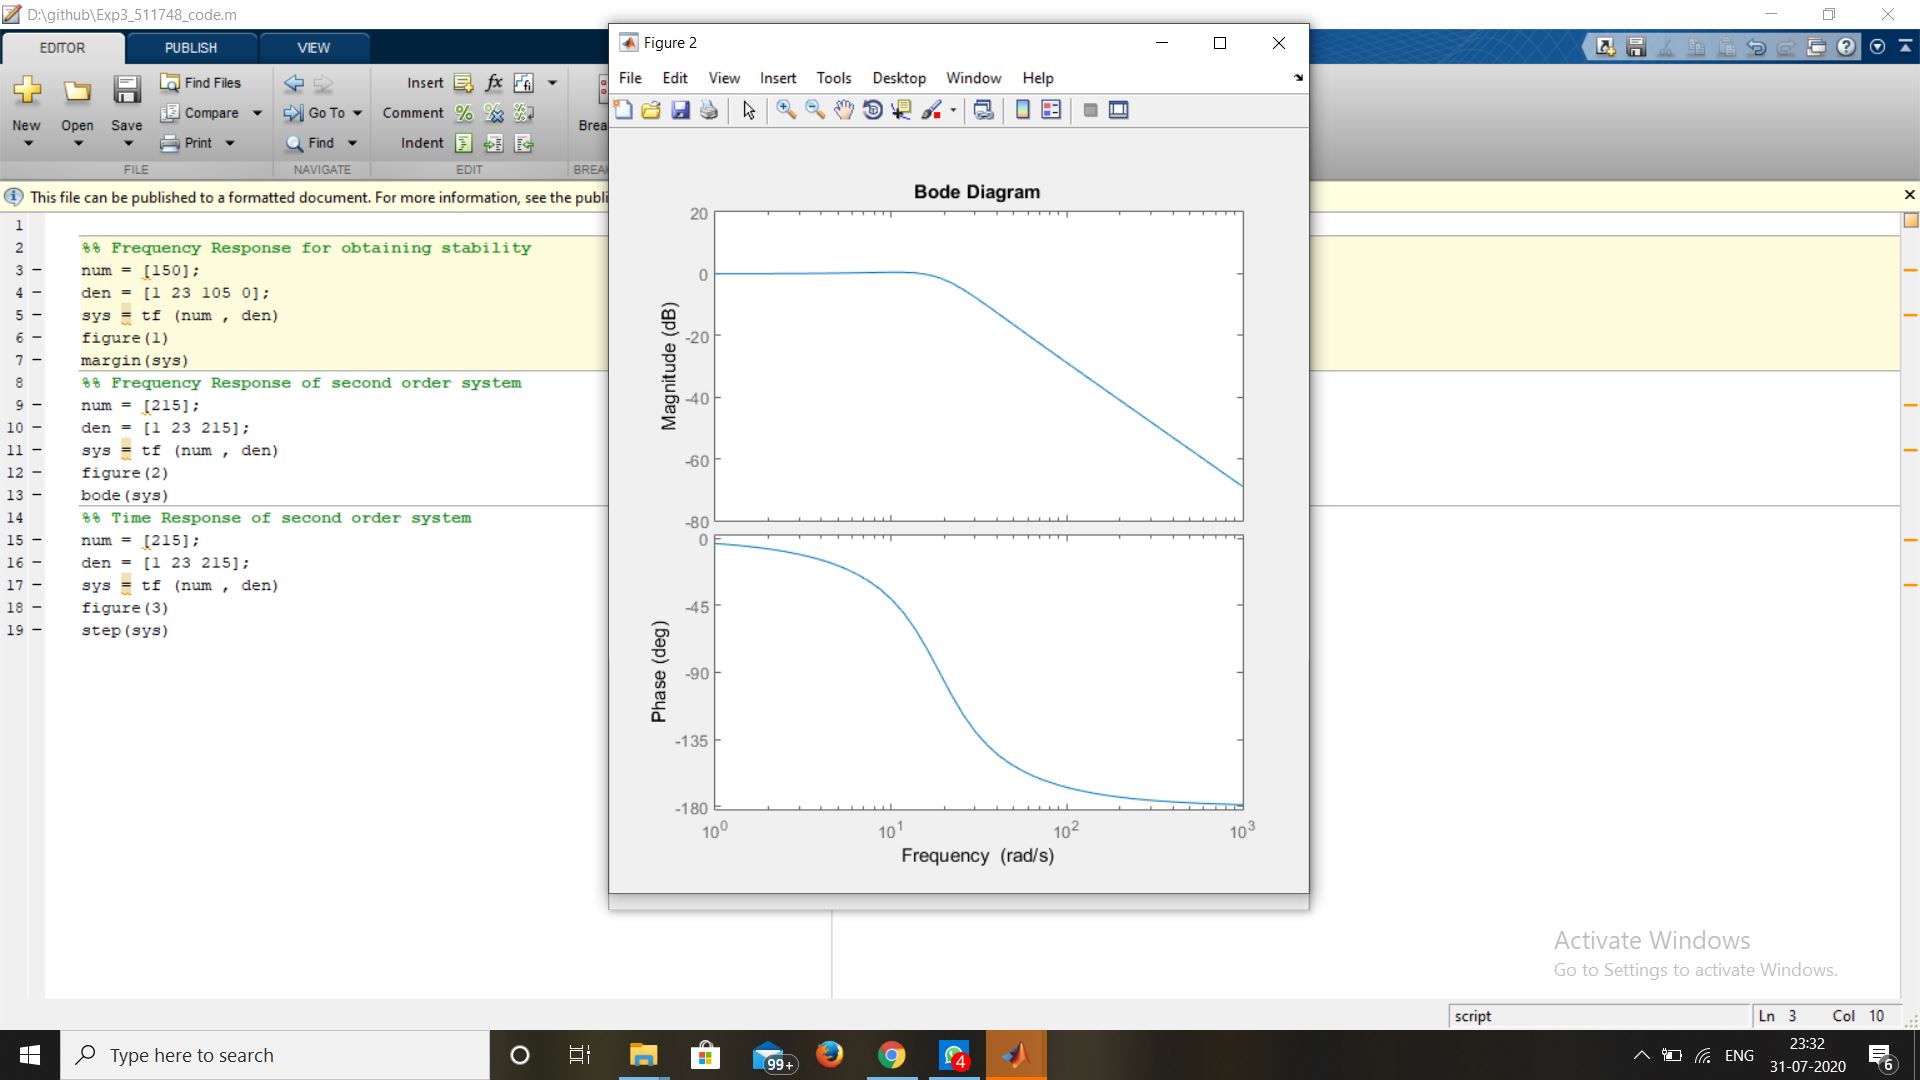 D:\github\Exp3_511748_code.m
EDITOR PUBLISH VIEW
New Open Save
Find Files
Compare
Print
Go To
Find
Insert
Comment
Indent
Brea
FILE NAVIGATE EDIT BREA
This file can be published to a formatted document. For more information, see the publi
1
2 %% Frequency Response for obtaining stability
3 – num = [150];
4 – den = [1 23 105 0];
5 – sys = tf (num , den)
6 – figure(1)
7 – margin(sys)
8 %% Frequency Response of second order system
9 – num = [215];
10 – den = [1 23 215];
11 – sys = tf (num , den)
12 – figure(2)
13 – bode(sys)
14 %% Time Response of second order system
15 – num = [215];
16 – den = [1 23 215];
17 – sys = tf (num , den)
18 – figure(3)
19 – step(sys)
Figure 2
File Edit View Insert Tools Desktop Window Help
Bode Diagram
Magnitude (dB)
20
0
-20
-40
-60
-80
Phase (deg)
0
-45
-90
-135
-180
10^0 10^1 10^2 10^3
Frequency (rad/s)
Activate Windows
Go to Settings to activate Windows.
script Ln 3 Col 10
Type here to search
99+
4
ENG
23:32
31-07-2020
6